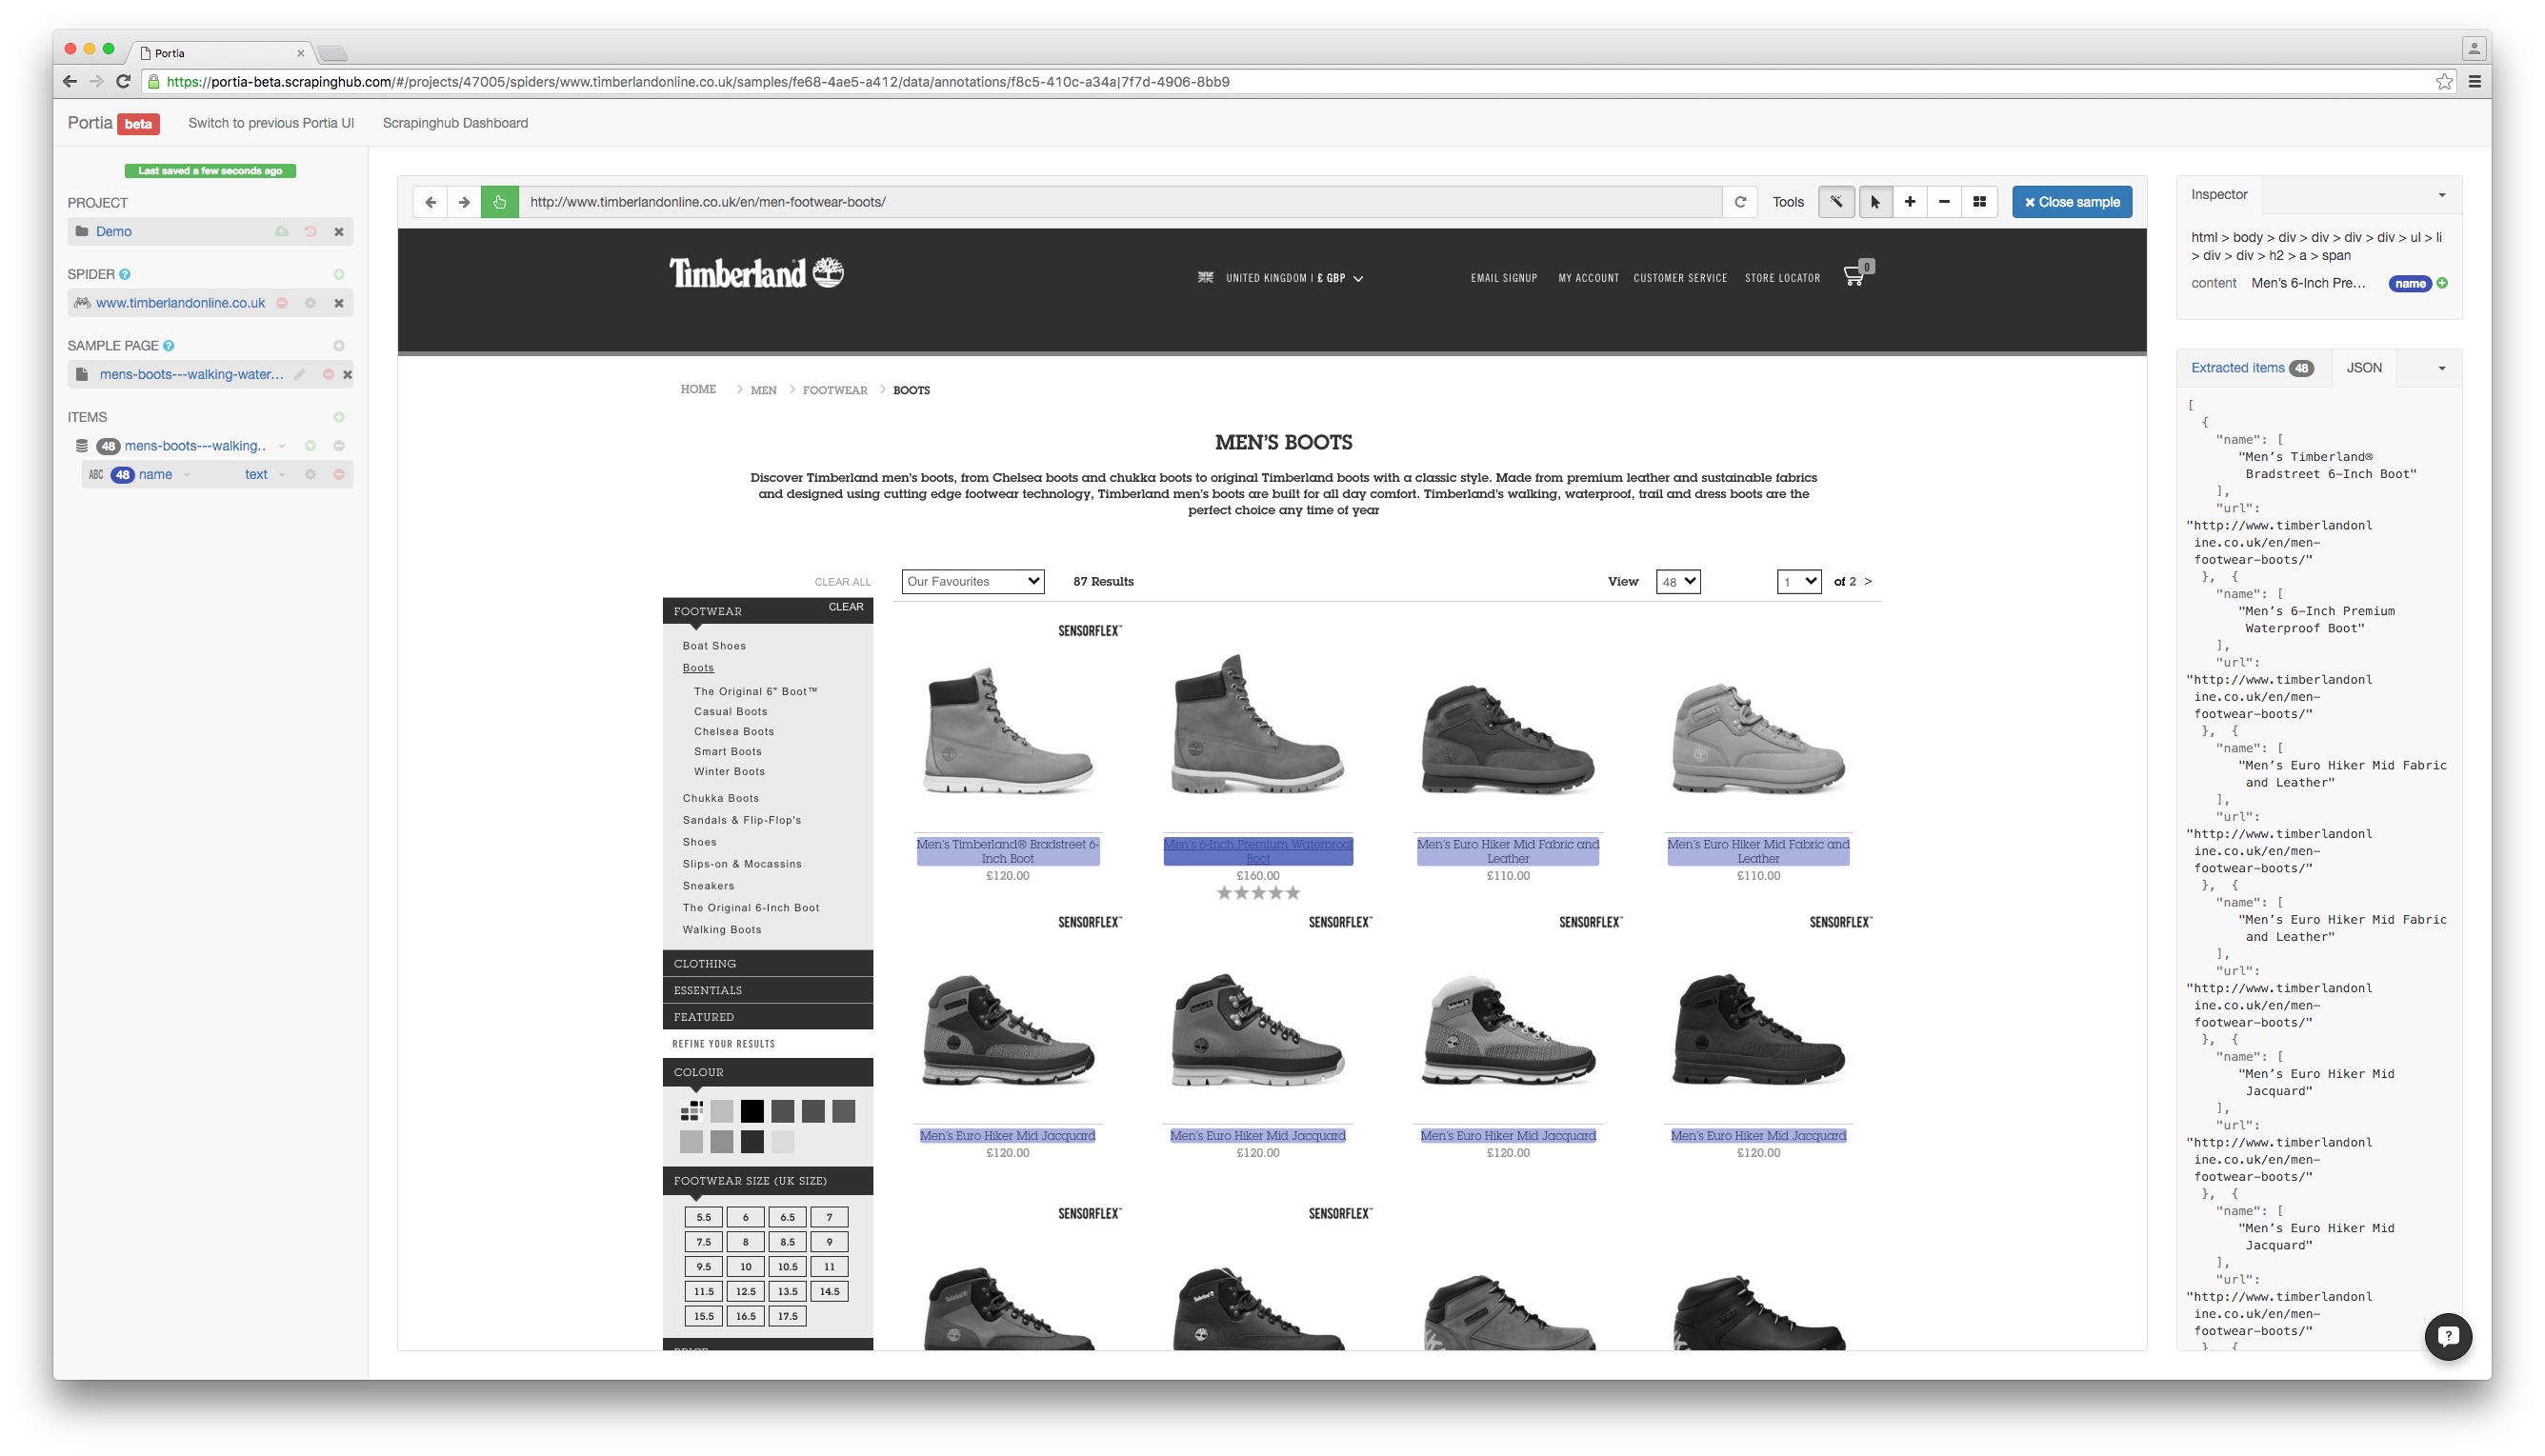 Portia
https://portia-beta.scrapinghub.com/#/projects/47005/spiders/www.timberlandonline.co.uk/samples/fe68-4ae5-a412/data/annotations/f8c5-410c-a34a|7f7d-4906-8bb9
Portia beta Switch to previous Portia UI Scrapinghub Dashboard
Last saved a few seconds ago
PROJECT
Demo
SPIDER ?
www.timberlandonline.co.uk
SAMPLE PAGE ?
mens-boots---walking-water...
ITEMS
48 mens-boots---walking..
ABC 48 name text
http://www.timberlandonline.co.uk/en/men-footwear-boots/
Tools
Close sample
Timberland
UNITED KINGDOM | £ GBP
EMAIL SIGNUP MY ACCOUNT CUSTOMER SERVICE STORE LOCATOR 0
HOME > MEN > FOOTWEAR > BOOTS
MEN'S BOOTS
Discover Timberland men's boots, from Chelsea boots and chukka boots to original Timberland boots with a classic style. Made from premium leather and sustainable fabrics
and designed using cutting edge footwear technology, Timberland men's boots are built for all day comfort. Timberland's walking, waterproof, trail and dress boots are the
perfect choice any time of year
CLEAR ALL
Our Favourites 87 Results View 48 1 of 2 >
FOOTWEAR CLEAR
Boat Shoes
Boots
The Original 6" Boot™
Casual Boots
Chelsea Boots
Smart Boots
Winter Boots
Chukka Boots
Sandals & Flip-Flop's
Shoes
Slips-on & Mocassins
Sneakers
The Original 6-Inch Boot
Walking Boots
CLOTHING
ESSENTIALS
FEATURED
REFINE YOUR RESULTS
COLOUR
FOOTWEAR SIZE (UK SIZE)
5.5 6 6.5 7
7.5 8 8.5 9
9.5 10 10.5 11
11.5 12.5 13.5 14.5
15.5 16.5 17.5
SENSORFLEX™
Men's Timberland® Bradstreet 6-
Inch Boot
£120.00
Men's 6-Inch Premium Waterproof
Boot
£160.00
Men's Euro Hiker Mid Fabric and
Leather
£110.00
Men's Euro Hiker Mid Fabric and
Leather
£110.00
SENSORFLEX™ SENSORFLEX™ SENSORFLEX™ SENSORFLEX™
Men's Euro Hiker Mid Jacquard
£120.00
Men's Euro Hiker Mid Jacquard
£120.00
Men's Euro Hiker Mid Jacquard
£120.00
Men's Euro Hiker Mid Jacquard
£120.00
SENSORFLEX™ SENSORFLEX™
Inspector
html > body > div > div > div > div > ul > li
> div > div > h2 > a > span
content Men's 6-Inch Pre... name
Extracted items 48 JSON
[
{
"name": [
"Men's Timberland®
Bradstreet 6-Inch Boot"
],
"url":
"http://www.timberlandonl
ine.co.uk/en/men-
footwear-boots/"
}, {
"name": [
"Men's 6-Inch Premium
Waterproof Boot"
],
"url":
"http://www.timberlandonl
ine.co.uk/en/men-
footwear-boots/"
}, {
"name": [
"Men's Euro Hiker Mid Fabric
and Leather"
],
"url":
"http://www.timberlandonl
ine.co.uk/en/men-
footwear-boots/"
}, {
"name": [
"Men's Euro Hiker Mid Fabric
and Leather"
],
"url":
"http://www.timberlandonl
ine.co.uk/en/men-
footwear-boots/"
}, {
"name": [
"Men's Euro Hiker Mid
Jacquard"
],
"url":
"http://www.timberlandonl
ine.co.uk/en/men-
footwear-boots/"
}, {
"name": [
"Men's Euro Hiker Mid
Jacquard"
],
"url":
"http://www.timberlandonl
ine.co.uk/en/men-
footwear-boots/"
}, {